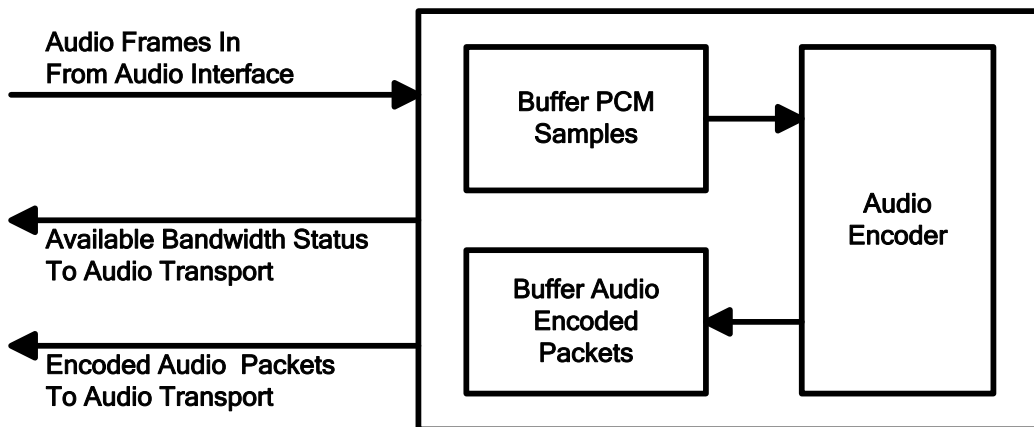 Audio Frames In
From Audio Interface
Buffer PCM
Samples
Audio
Encoder
Available Bandwidth Status
To Audio Transport
Buffer Audio
Encoded
Packets
Encoded Audio  Packets
To Audio Transport